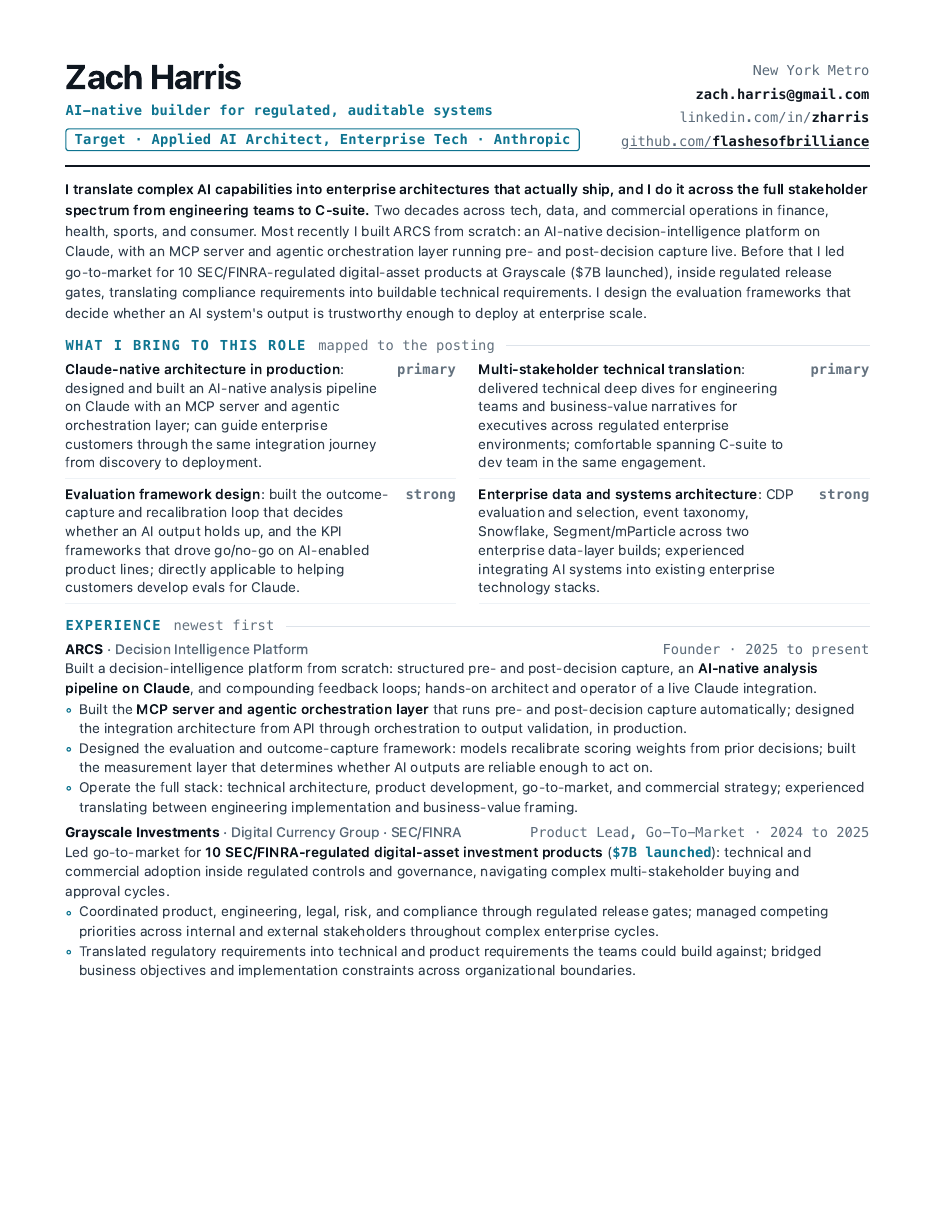 Zach Harris
AI-native builder for regulated, auditable systems
Target · Applied AI Architect, Enterprise Tech · Anthropic
New York Metro
zach.harris@gmail.com
linkedin.com/in/zharris
github.com/flashesofbrilliance
I translate complex AI capabilities into enterprise architectures that actually ship, and I do it across the full stakeholder
spectrum from engineering teams to C-suite. Two decades across tech, data, and commercial operations in finance,
health, sports, and consumer. Most recently I built ARCS from scratch: an AI-native decision-intelligence platform on
Claude, with an MCP server and agentic orchestration layer running pre- and post-decision capture live. Before that I led
go-to-market for 10 SEC/FINRA-regulated digital-asset products at Grayscale ($7B launched), inside regulated release
gates, translating compliance requirements into buildable technical requirements. I design the evaluation frameworks that
decide whether an AI system's output is trustworthy enough to deploy at enterprise scale.
WHAT I BRING TO THIS ROLE mapped to the posting
Claude-native architecture in production: primary
designed and built an AI-native analysis pipeline
on Claude with an MCP server and agentic
orchestration layer; can guide enterprise
customers through the same integration journey
from discovery to deployment.
Multi-stakeholder technical translation: primary
delivered technical deep dives for engineering
teams and business-value narratives for
executives across regulated enterprise
environments; comfortable spanning C-suite to
dev team in the same engagement.
Evaluation framework design: built the outcome- strong
capture and recalibration loop that decides
whether an AI output holds up, and the KPI
frameworks that drove go/no-go on AI-enabled
product lines; directly applicable to helping
customers develop evals for Claude.
Enterprise data and systems architecture: CDP strong
evaluation and selection, event taxonomy,
Snowflake, Segment/mParticle across two
enterprise data-layer builds; experienced
integrating AI systems into existing enterprise
technology stacks.
EXPERIENCE newest first
ARCS · Decision Intelligence Platform Founder · 2025 to present
Built a decision-intelligence platform from scratch: structured pre- and post-decision capture, an AI-native analysis
pipeline on Claude, and compounding feedback loops; hands-on architect and operator of a live Claude integration.
Built the MCP server and agentic orchestration layer that runs pre- and post-decision capture automatically; designed
the integration architecture from API through orchestration to output validation, in production.
Designed the evaluation and outcome-capture framework: models recalibrate scoring weights from prior decisions; built
the measurement layer that determines whether AI outputs are reliable enough to act on.
Operate the full stack: technical architecture, product development, go-to-market, and commercial strategy; experienced
translating between engineering implementation and business-value framing.
Grayscale Investments · Digital Currency Group · SEC/FINRA Product Lead, Go-To-Market · 2024 to 2025
Led go-to-market for 10 SEC/FINRA-regulated digital-asset investment products ($7B launched): technical and
commercial adoption inside regulated controls and governance, navigating complex multi-stakeholder buying and
approval cycles.
Coordinated product, engineering, legal, risk, and compliance through regulated release gates; managed competing
priorities across internal and external stakeholders throughout complex enterprise cycles.
Translated regulatory requirements into technical and product requirements the teams could build against; bridged
business objectives and implementation constraints across organizational boundaries.